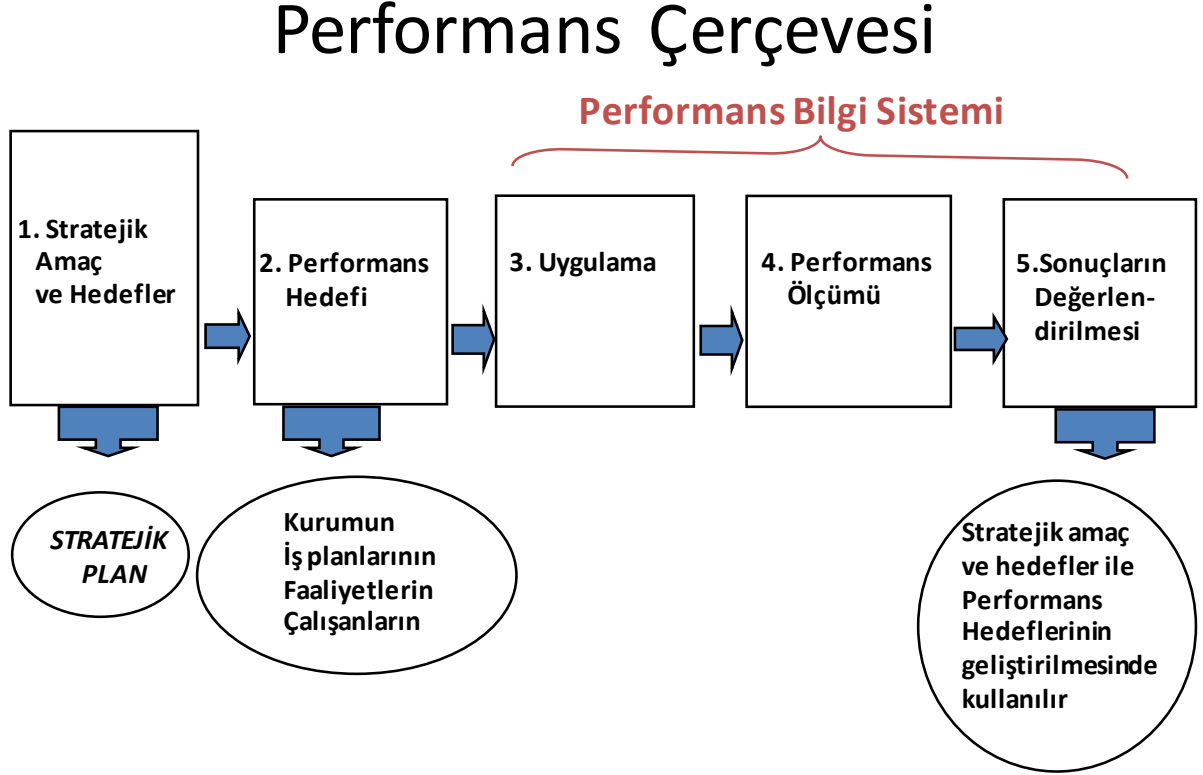 Performans Çerçevesi
Performans Bilgi Sistemi
1. Stratejik
Amaç
ve Hedefler
2. Performans
Hedefi
3. Uygulama
4. Performans
Ölçümü
5.Sonuçların
Değerlen-
dirilmesi
STRATEJİK
PLAN
Kurumun
İş planlarının
Faaliyetlerin
Çalışanların
Stratejik amaç
ve hedefler ile
Performans
Hedeflerinin
geliştirilmesinde
kullanılır